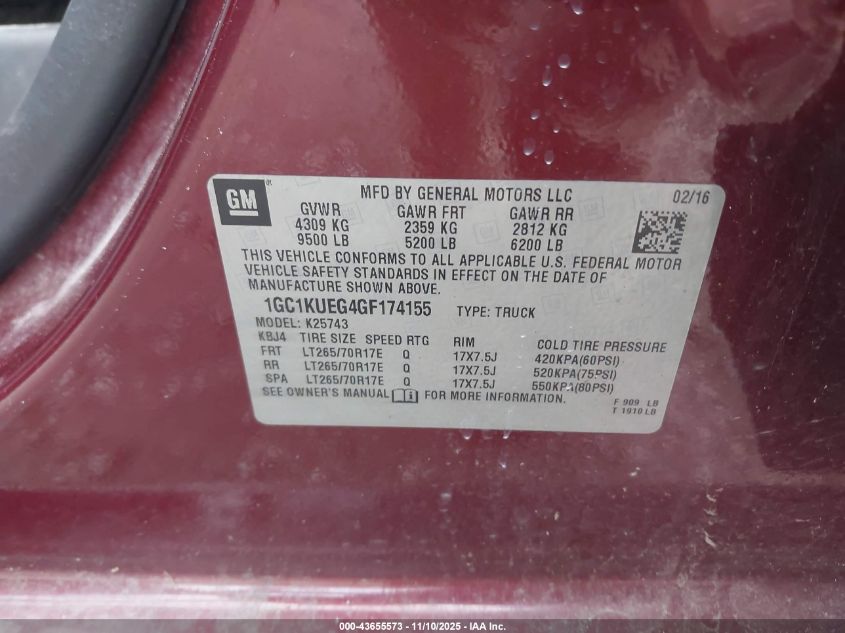 GM
MFD BY GENERAL MOTORS LLC 02/16
GVWR GAWR FRT GAWR RR
4309 KG 2359 KG 2812 KG
9500 LB 5200 LB 6200 LB
THIS VEHICLE CONFORMS TO ALL APPLICABLE U.S. FEDERAL MOTOR
VEHICLE SAFETY STANDARDS IN EFFECT ON THE DATE OF
MANUFACTURE SHOWN ABOVE.
1GC1KUEG4GF174155 TYPE: TRUCK
MODEL: K25743
KBJ4 TIRE SIZE SPEED RTG RIM COLD TIRE PRESSURE
FRT LT265/70R17E Q 17X7.5J 420KPA(60PSI)
RR LT265/70R17E Q 17X7.5J 520KPA(75PSI)
SPA LT265/70R17E Q 17X7.5J 550KPA(80PSI)
SEE OWNER'S MANUAL FOR MORE INFORMATION.
F 909 LB
T 1910 LB
000-43655573 - 11/10/2025 - IAA Inc.